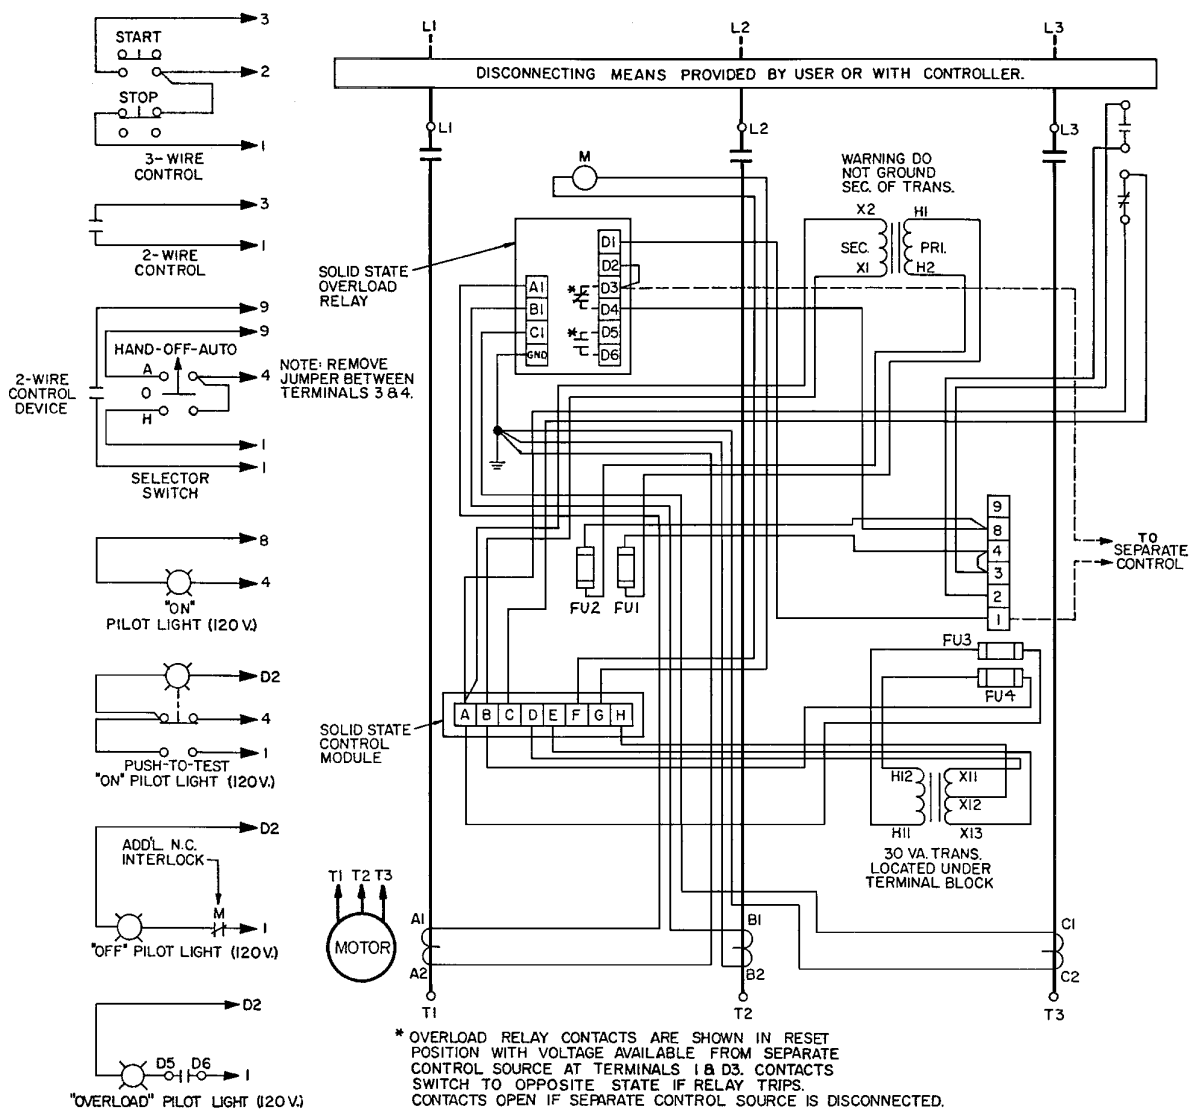 3
START
2
STOP
1
3-WIRE
CONTROL
3
1
2-WIRE
CONTROL
9
9
HAND-OFF-AUTO
A
4
O
H
2-WIRE
CONTROL
DEVICE
NOTE: REMOVE
JUMPER BETWEEN
TERMINALS 3 & 4.
1
1
SELECTOR
SWITCH
8
4
"ON"
PILOT LIGHT (120 V.)
D2
4
1
PUSH-TO-TEST
"ON" PILOT LIGHT (120 V.)
D2
ADD'L N.C.
INTERLOCK
M
1
"OFF" PILOT LIGHT (120 V.)
D2
D5 D6
1
"OVERLOAD" PILOT LIGHT (120 V.)
L1 L2 L3
DISCONNECTING MEANS PROVIDED BY USER OR WITH CONTROLLER.
L1 L2 L3
M
WARNING DO
NOT GROUND
SEC. OF TRANS.
X2 H1
SEC. PRI.
X1 H2
SOLID STATE
OVERLOAD
RELAY
D1
D2
A1 * D3
B1 D4
C1 * D5
GND D6
9
8
4
3
2
1
TO
SEPARATE
CONTROL
FU2 FU1
FU3
FU4
A B C D E F G H
SOLID STATE
CONTROL
MODULE
H12 X11
X12
H11 X13
30 VA. TRANS.
LOCATED UNDER
TERMINAL BLOCK
T1 T2 T3
MOTOR
A1 B1 C1
A2 B2 C2
T1 T2 T3
* OVERLOAD RELAY CONTACTS ARE SHOWN IN RESET
POSITION WITH VOLTAGE AVAILABLE FROM SEPARATE
CONTROL SOURCE AT TERMINALS 1 & D3. CONTACTS
SWITCH TO OPPOSITE STATE IF RELAY TRIPS.
CONTACTS OPEN IF SEPARATE CONTROL SOURCE IS DISCONNECTED.